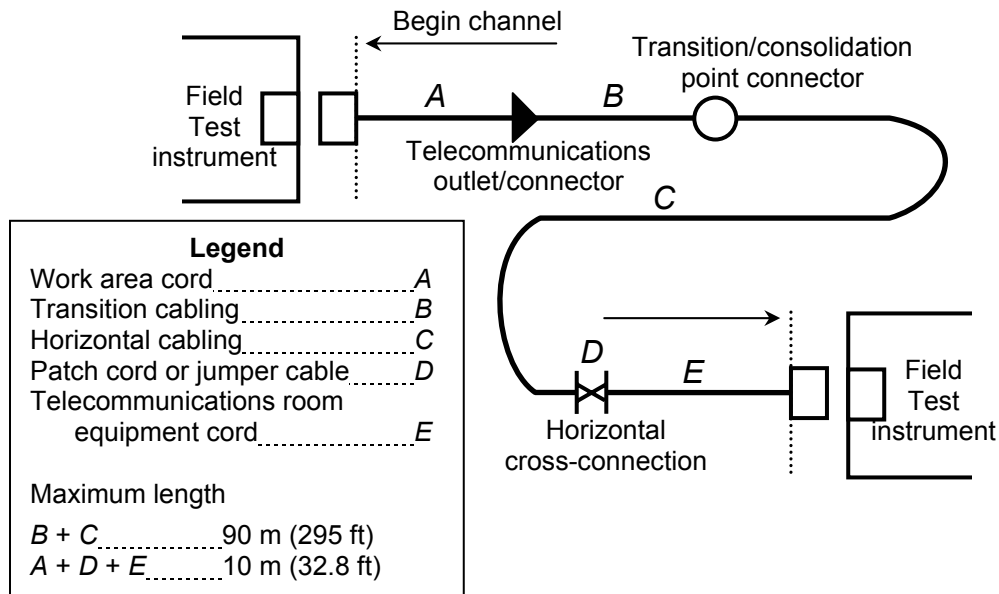 Begin channel
Transition/consolidation
point connector
Field
Test
instrument
A
B
Telecommunications
outlet/connector
C
Legend
Work area cord A
Transition cabling B
Horizontal cabling C
Patch cord or jumper cable D
Telecommunications room
equipment cord E
Maximum length
B + C 90 m (295 ft)
A + D + E 10 m (32.8 ft)
D
E
Horizontal
cross-connection
Field
Test
instrument